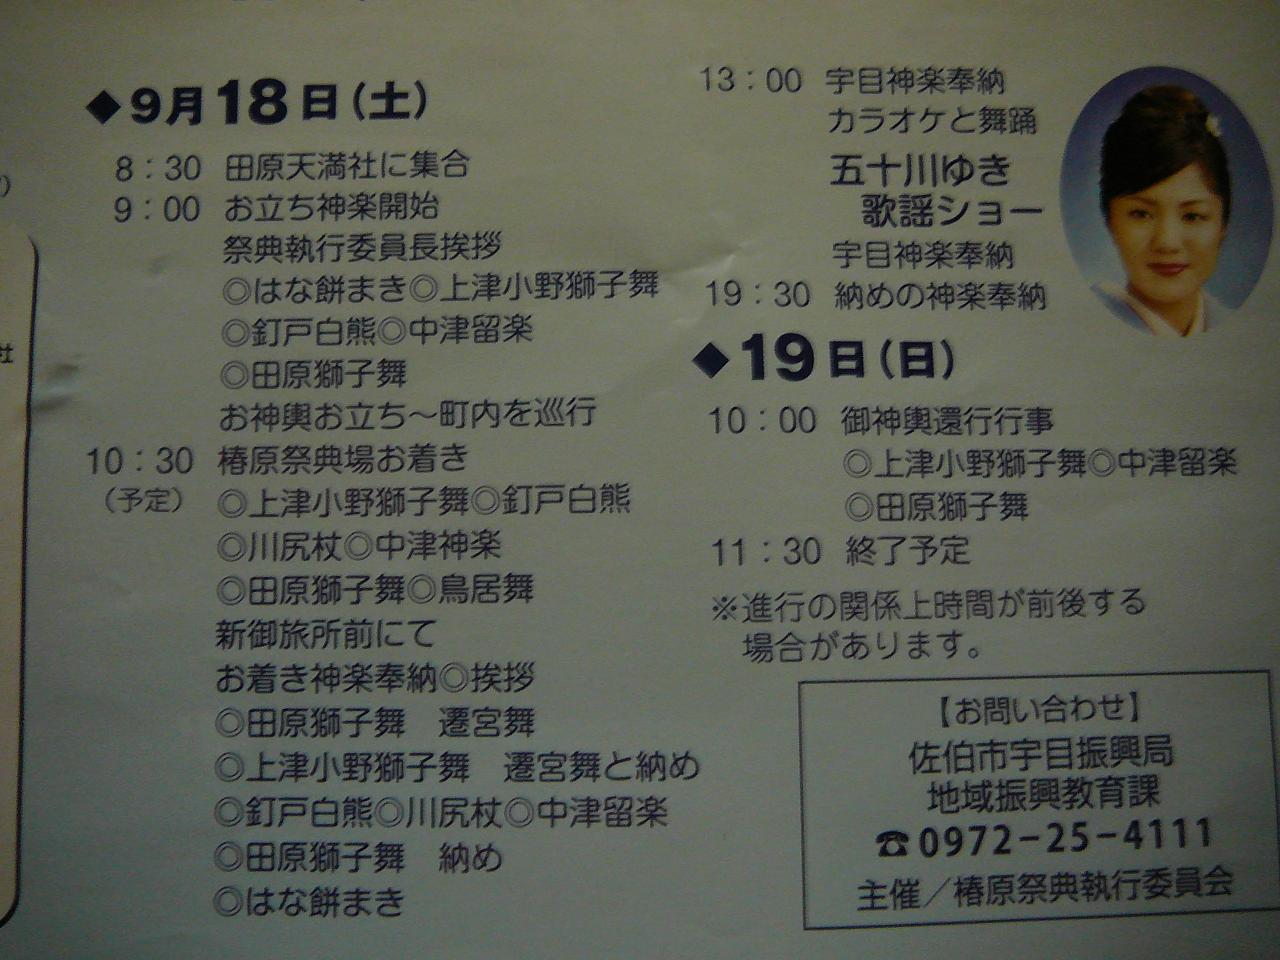 ◆9月18日(土)
8：30 田原天満社に集合
9：00 お立ち神楽開始
祭典執行委員長挨拶
◎はな餅まき◎上津小野獅子舞
◎釘戸白熊◎中津留楽
◎田原獅子舞
お神輿お立ち〜町内を巡行
10：30 椿原祭典場お着き
（予定） ◎上津小野獅子舞◎釘戸白熊
◎川尻杖◎中津神楽
◎田原獅子舞◎鳥居舞
新御旅所前にて
お着き神楽奉納◎挨拶
◎田原獅子舞　遷宮舞
◎上津小野獅子舞　遷宮舞と納め
◎釘戸白熊◎川尻杖◎中津留楽
◎田原獅子舞　納め
◎はな餅まき
13：00 宇目神楽奉納
カラオケと舞踊
五十川ゆき
歌謡ショー
宇目神楽奉納
19：30 納めの神楽奉納
◆19日(日)
10：00 御神輿還行行事
◎上津小野獅子舞◎中津留楽
◎田原獅子舞
11：30 終了予定
※進行の関係上時間が前後する
場合があります。
【お問い合わせ】
佐伯市宇目振興局
地域振興教育課
☎0972−25−4111
主催／椿原祭典執行委員会
社